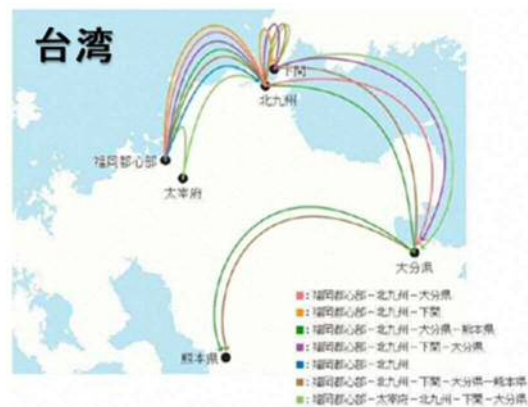 台湾
下関
北九州
福岡都心部
太宰府
大分県
熊本県
■：福岡都心部－北九州－大分県
■：福岡都心部－北九州－下関
■：福岡都心部－北九州－大分県－熊本県
■：福岡都心部－北九州－下関－大分県
■：福岡都心部－北九州
■：福岡都心部－北九州－下関－大分県－熊本県
■：福岡都心部－太宰府－北九州－下関－大分県